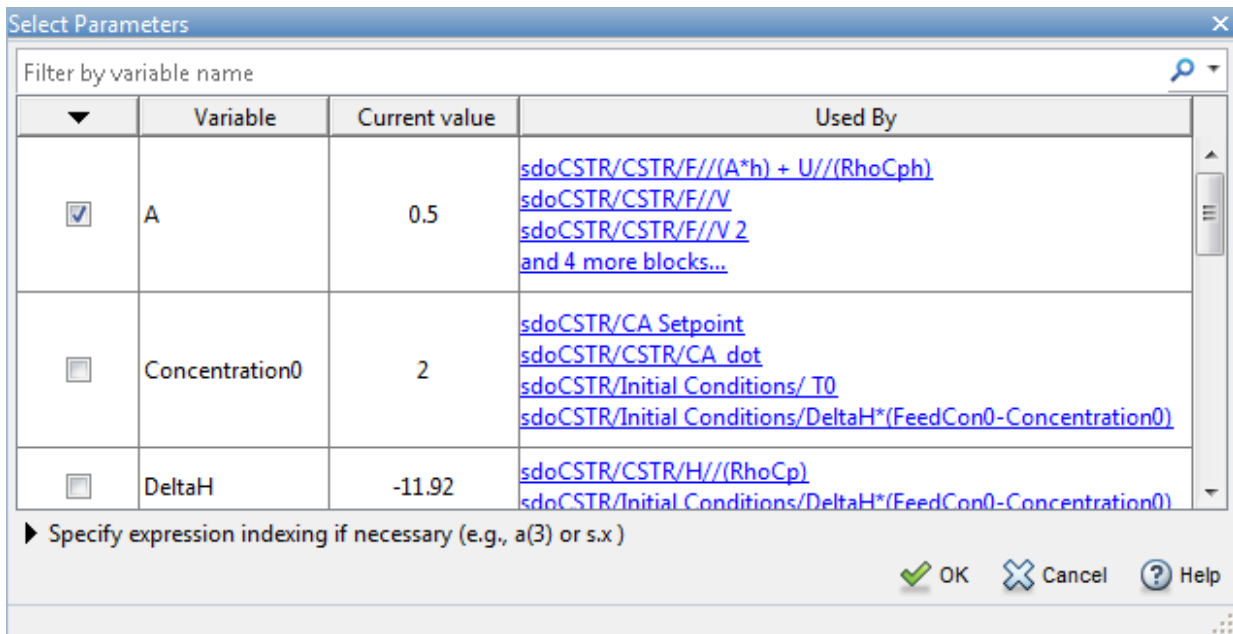 Select Parameters
Filter by variable name
Variable Current value Used By
A 0.5 sdoCSTR/CSTR/F//(A*h) + U//(RhoCph)
sdoCSTR/CSTR/F//V
sdoCSTR/CSTR/F//V 2
and 4 more blocks...
Concentration0 2 sdoCSTR/CA Setpoint
sdoCSTR/CSTR/CA_dot
sdoCSTR/Initial Conditions/ T0
sdoCSTR/Initial Conditions/DeltaH*(FeedCon0-Concentration0)
DeltaH -11.92 sdoCSTR/CSTR/H//(RhoCp)
sdoCSTR/Initial Conditions/DeltaH*(FeedCon0-Concentration0)
Specify expression indexing if necessary (e.g., a(3) or s.x )
OK Cancel Help